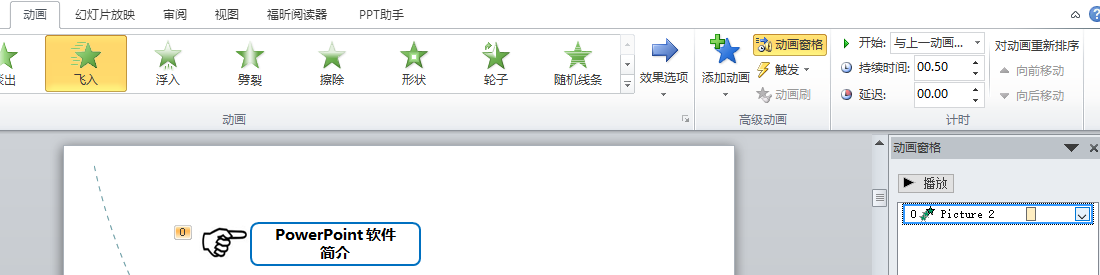 动画 幻灯片放映 审阅 视图 福昕阅读器 PPT助手
飞入 浮入 劈裂 擦除 形状 轮子 随机线条 效果选项 添加动画 动画窗格 触发 动画刷
开始: 与上一动画... 对动画重新排序
持续时间: 00.50 向前移动
延迟: 00.00 向后移动
动画 高级动画 计时
动画窗格
播放
0 Picture 2
0
PowerPoint 软件
简介